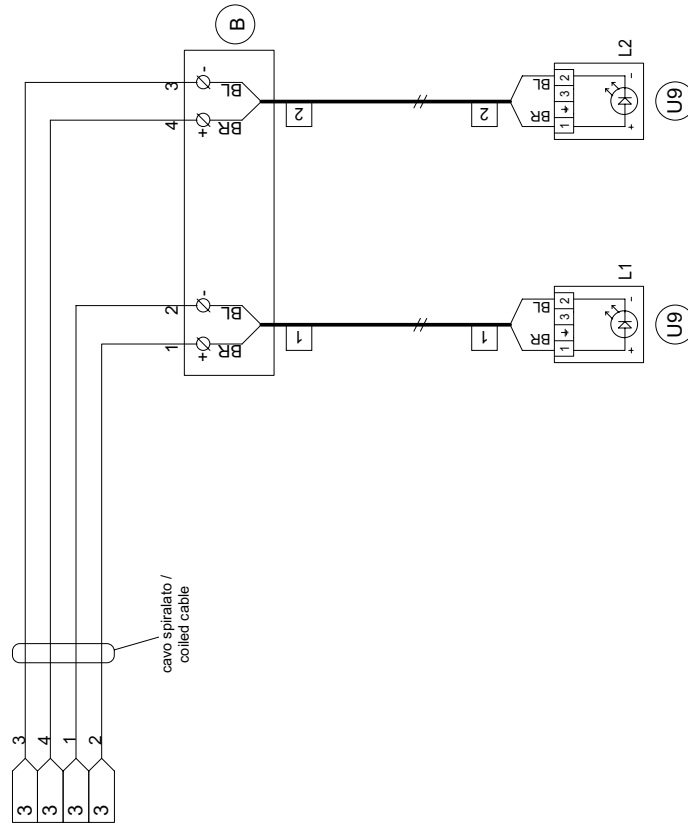 3 3
3 4
3 1
3 2
cavo spiralato /
coiled cable
B
3 -
BL
4 +
BR
2 -
BL
1 +
BR
2
2
BL
BR
1 3 2
+ -
L2
U9
1
1
BL
BR
1 3 2
+ -
L1
U9